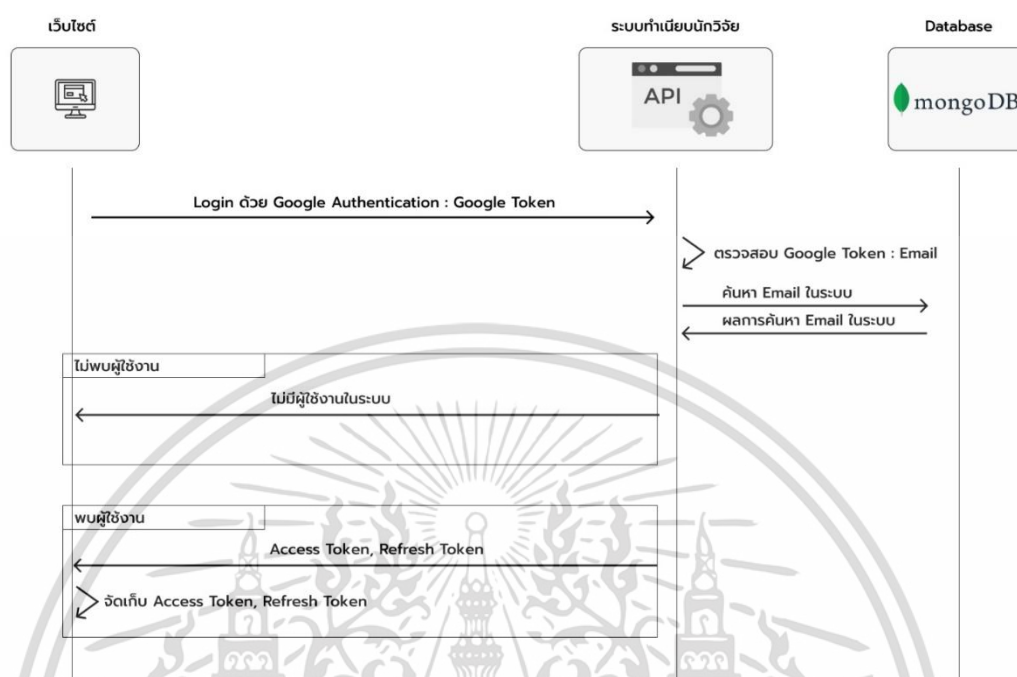 เว็บไซต์
ระบบทำเนียบนักวิจัย
Database
API
mongoDB
Login ด้วย Google Authentication : Google Token
ตรวจสอบ Google Token : Email
ค้นหา Email ในระบบ
ผลการค้นหา Email ในระบบ
ไม่พบผู้ใช้งาน
ไม่มีผู้ใช้งานในระบบ
พบผู้ใช้งาน
Access Token, Refresh Token
จัดเก็บ Access Token, Refresh Token